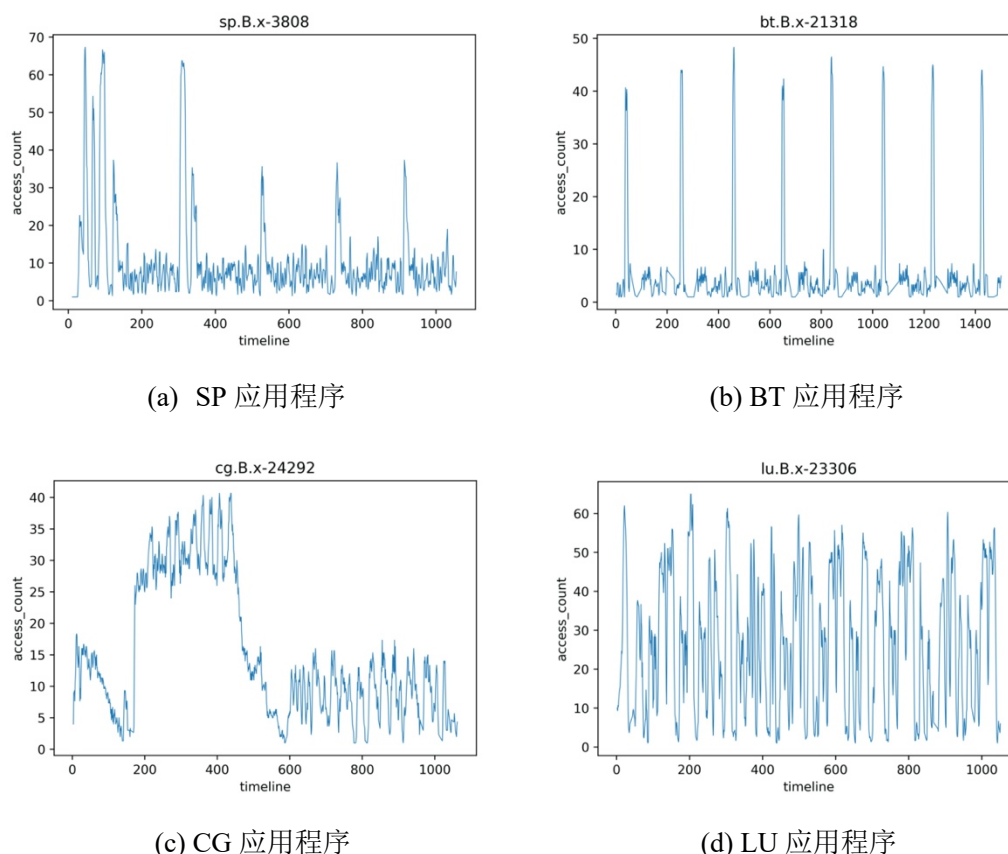 sp.B.x-3808
70
60
50
40
30
20
10
0
access_count
0 200 400 600 800 1000
timeline
(a) SP 应用程序
bt.B.x-21318
50
40
30
20
10
0
access_count
0 200 400 600 800 1000 1200 1400
timeline
(b) BT 应用程序
cg.B.x-24292
40
35
30
25
20
15
10
5
0
access_count
0 200 400 600 800 1000
timeline
(c) CG 应用程序
lu.B.x-23306
60
50
40
30
20
10
0
access_count
0 200 400 600 800 1000
timeline
(d) LU 应用程序